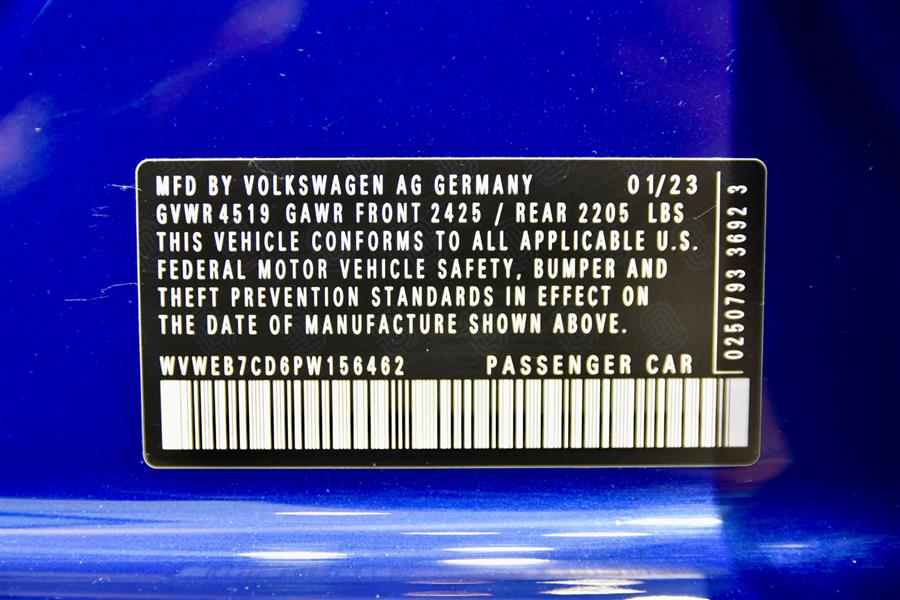 MFD BY VOLKSWAGEN AG GERMANY 01/23
GVWR 4519 GAWR FRONT 2425 / REAR 2205 LBS
THIS VEHICLE CONFORMS TO ALL APPLICABLE U.S.
FEDERAL MOTOR VEHICLE SAFETY, BUMPER AND
THEFT PREVENTION STANDARDS IN EFFECT ON
THE DATE OF MANUFACTURE SHOWN ABOVE.
WVWEB7CD6PW156462 PASSENGER CAR
0250793 3692 3